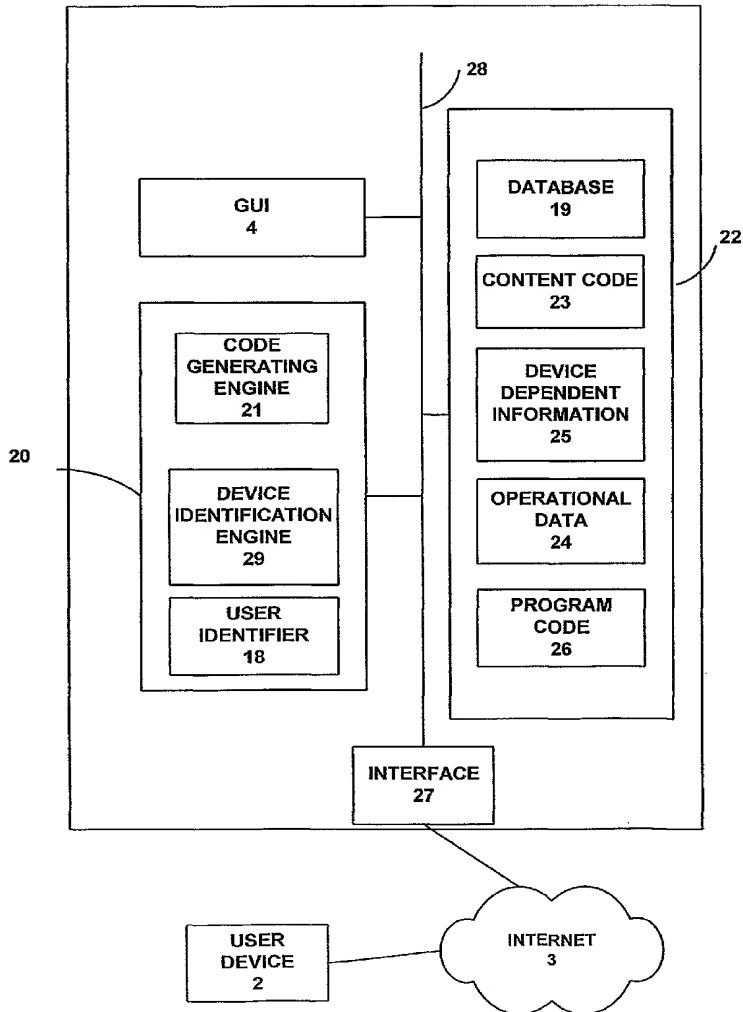 28
DATABASE
19
22
GUI
4
CONTENT CODE
23
CODE
GENERATING
ENGINE
21
DEVICE
DEPENDENT
INFORMATION
25
20
DEVICE
IDENTIFICATION
ENGINE
29
OPERATIONAL
DATA
24
USER
IDENTIFIER
18
PROGRAM
CODE
26
INTERFACE
27
USER
DEVICE
2
INTERNET
3